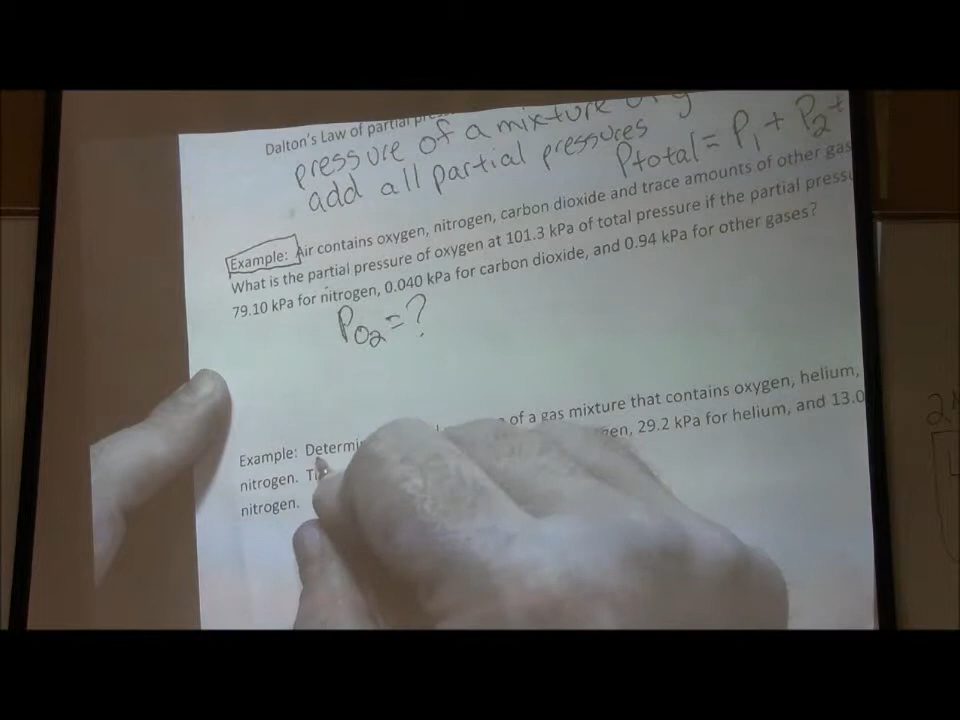 Dalton's Law of partial
pressure of a mixture
add all partial pressures
Ptotal = P1 + P2 +
Example: Air contains oxygen, nitrogen, carbon dioxide and trace amounts of other gas
What is the partial pressure of oxygen at 101.3 kPa of total pressure if the partial pressu
79.10 kPa for nitrogen, 0.040 kPa for carbon dioxide, and 0.94 kPa for other gases?
PO2 = ?
Example: Determi of a gas mixture that contains oxygen, helium,
nitrogen. 29.2 kPa for helium, and 13.0
nitrogen.